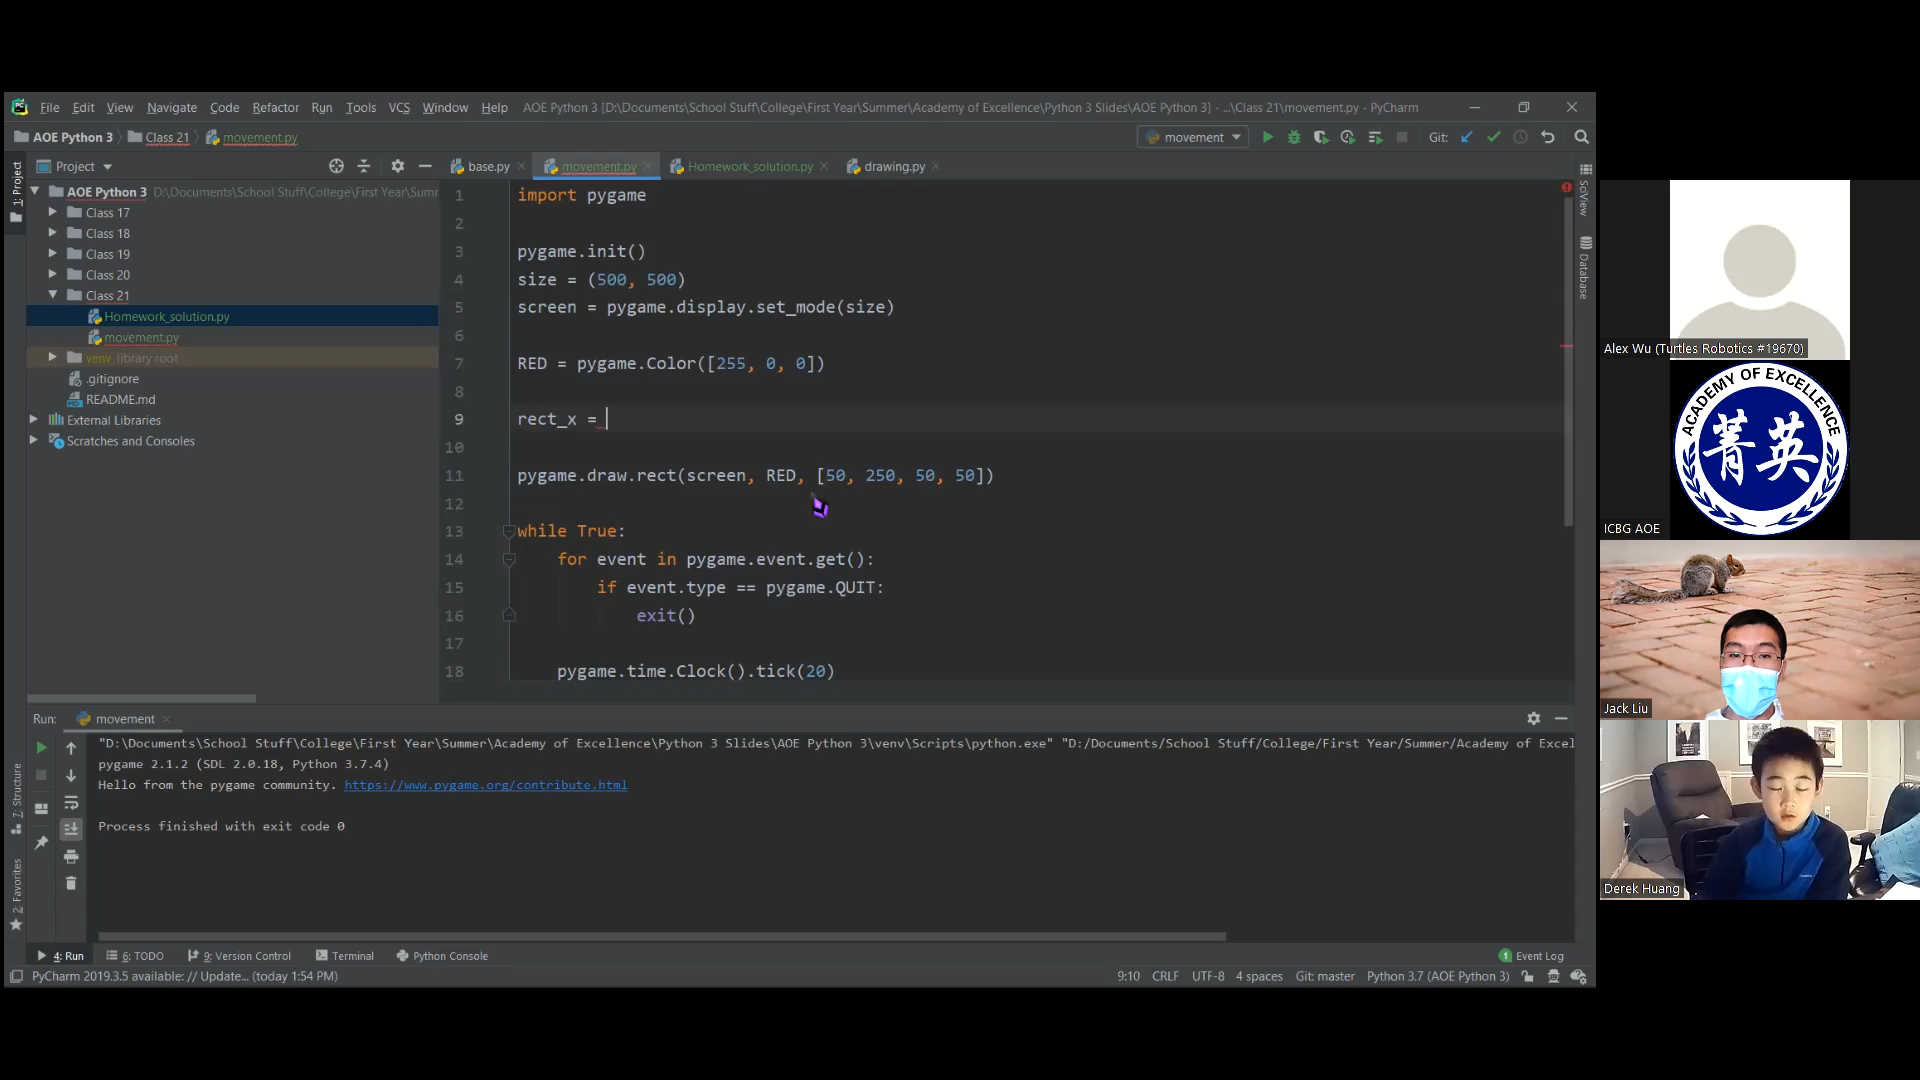 File Edit View Navigate Code Refactor Run Tools VCS Window Help AOE Python 3 [D:\Documents\School Stuff\College\First Year\Summer\Academy of Excellence\Python 3 Slides\AOE Python 3] - ...\Class 21\movement.py - PyCharm
AOE Python 3 Class 21 movement.py movement Git:
Project base.py movement.py Homework_solution.py drawing.py
1: Project
AOE Python 3 D:\Documents\School Stuff\College\First Year\Summ
Class 17
Class 18
Class 19
Class 20
Class 21
Homework_solution.py
movement.py
venv library root
.gitignore
README.md
External Libraries
Scratches and Consoles
1 import pygame
2
3 pygame.init()
4 size = (500, 500)
5 screen = pygame.display.set_mode(size)
6
7 RED = pygame.Color([255, 0, 0])
8
9 rect_x =
10
11 pygame.draw.rect(screen, RED, [50, 250, 50, 50])
12
13 while True:
14 for event in pygame.event.get():
15 if event.type == pygame.QUIT:
16 exit()
17
18 pygame.time.Clock().tick(20)
SciView
Database
Run: movement
"D:\Documents\School Stuff\College\First Year\Summer\Academy of Excellence\Python 3 Slides\AOE Python 3\venv\Scripts\python.exe" "D:/Documents/School Stuff/College/First Year/Summer/Academy of Excel
pygame 2.1.2 (SDL 2.0.18, Python 3.7.4)
Hello from the pygame community. https://www.pygame.org/contribute.html
Process finished with exit code 0
7: Structure
2: Favorites
4: Run 6: TODO 9: Version Control Terminal Python Console 1 Event Log
PyCharm 2019.3.5 available: // Update... (today 1:54 PM) 9:10 CRLF UTF-8 4 spaces Git: master Python 3.7 (AOE Python 3)
Alex Wu (Turtles Robotics #19670)
ACADEMY OF EXCELLENCE
菁英
ICBG AOE
Jack Liu
Derek Huang